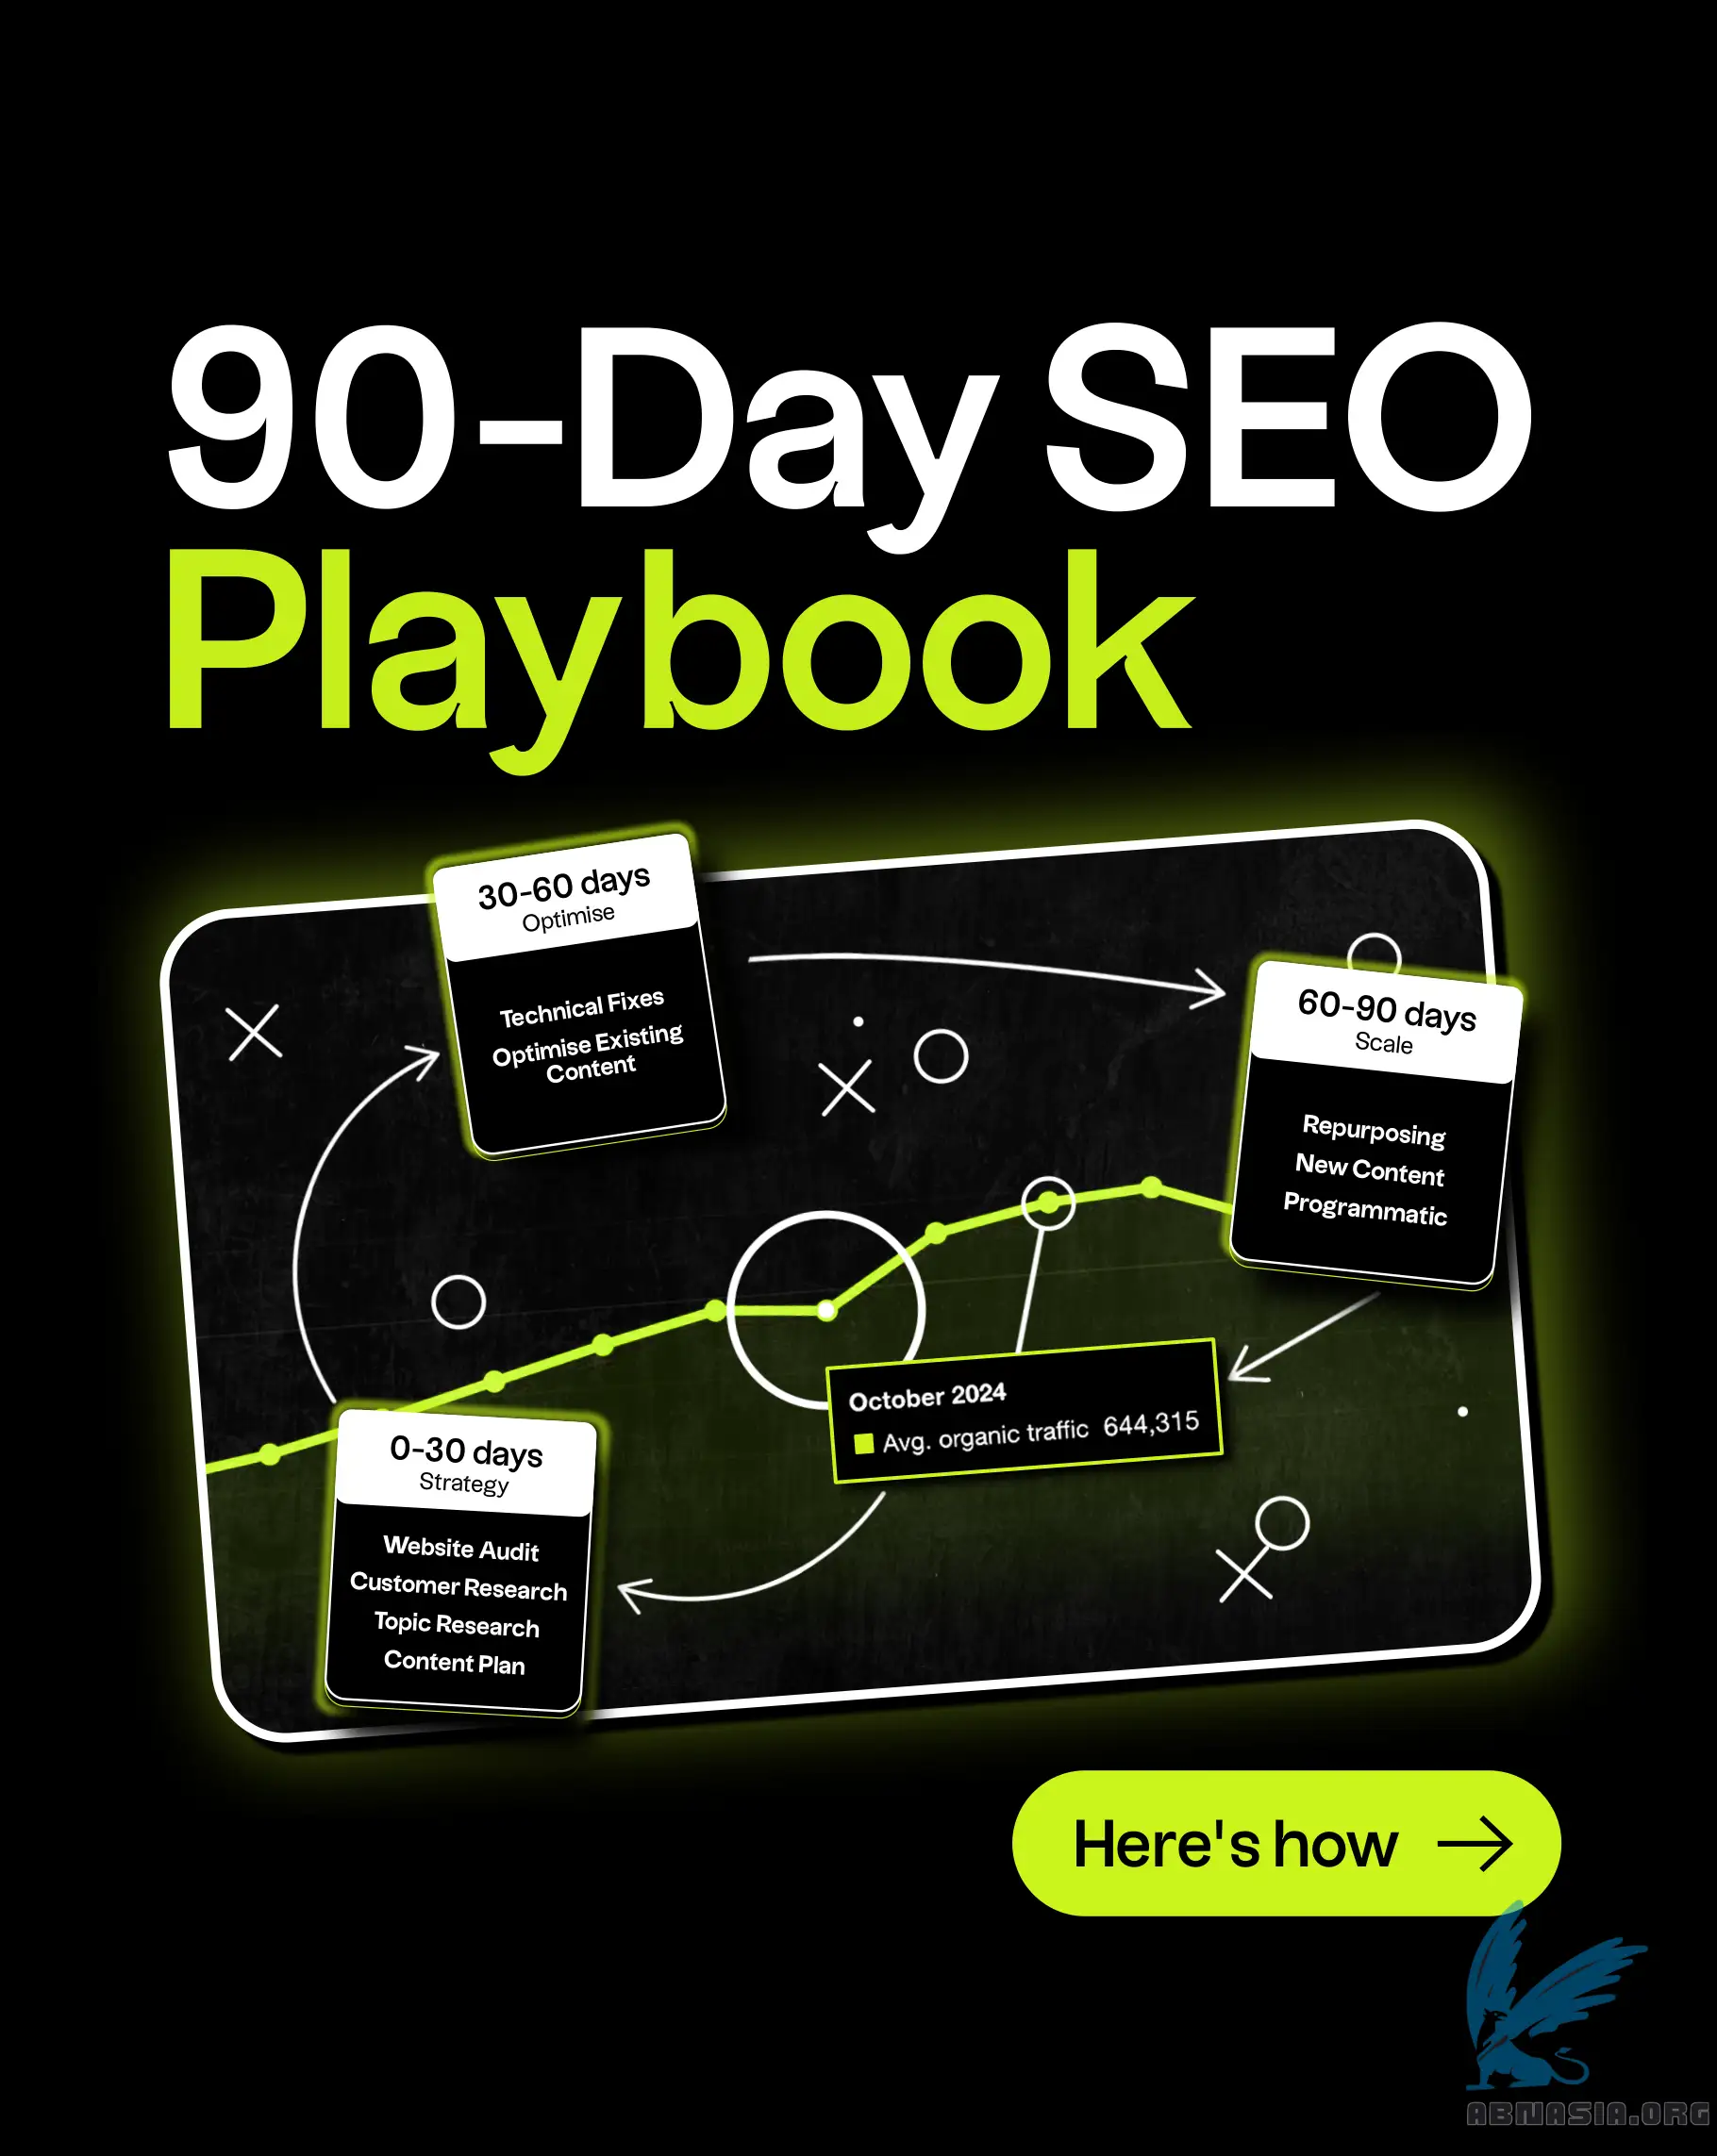 90-Day SEO
Playbook
30-60 days
Optimise
Technical Fixes
Optimise Existing
Content
60-90 days
Scale
Repurposing
New Content
Programmatic
October 2024
Avg. organic traffic 644,315
0-30 days
Strategy
Website Audit
Customer Research
Topic Research
Content Plan
Here's how
ABNASIA.ORG